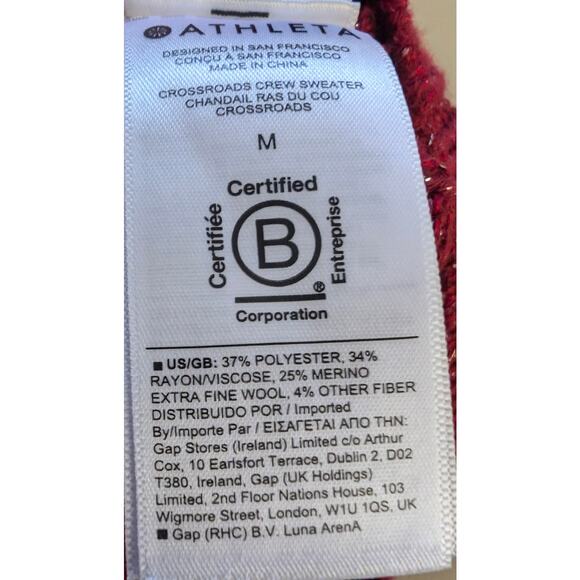 ATHLETA
DESIGNED IN SAN FRANCISCO
CONÇU À SAN FRANCISCO
MADE IN CHINA
CROSSROADS CREW SWEATER
CHANDAIL RAS DU COU
CROSSROADS
M
Certified
Certifiée
B
Entreprise
®
Corporation
■ US/GB: 37% POLYESTER, 34%
RAYON/VISCOSE, 25% MERINO
EXTRA FINE WOOL, 4% OTHER FIBER
DISTRIBUIDO POR / Imported
By/Importe Par / ΕΙΣΑΓΕΤΑΙ ΑΠΟ ΤΗΝ:
Gap Stores (Ireland) Limited c/o Arthur
Cox, 10 Earlsfort Terrace, Dublin 2, D02
T380, Ireland, Gap (UK Holdings)
Limited, 2nd Floor Nations House, 103
Wigmore Street, London, W1U 1QS, UK
■ Gap (RHC) B.V. Luna ArenA